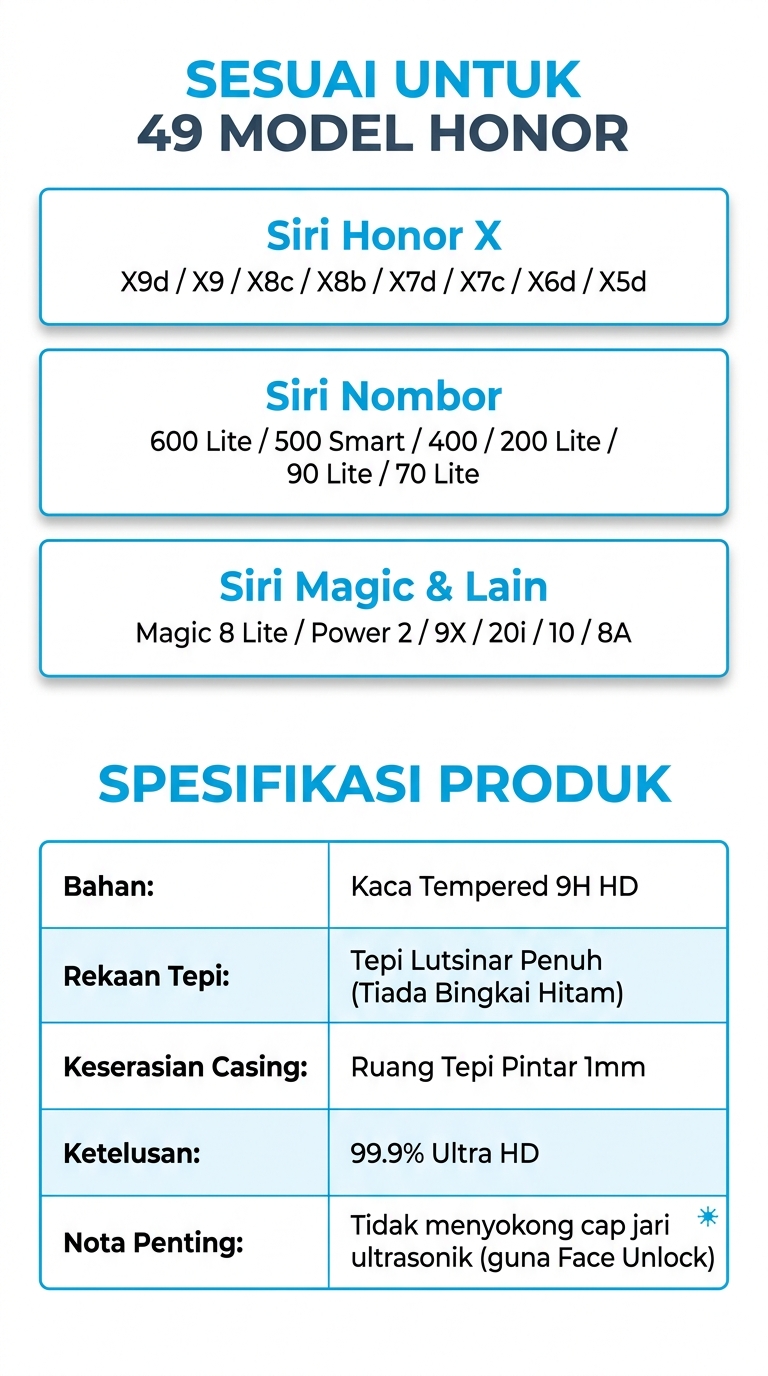 SESUAI UNTUK
49 MODEL HONOR
Siri Honor X
X9d / X9 / X8c / X8b / X7d / X7c / X6d / X5d
Siri Nombor
600 Lite / 500 Smart / 400 / 200 Lite /
90 Lite / 70 Lite
Siri Magic & Lain
Magic 8 Lite / Power 2 / 9X / 20i / 10 / 8A
SPESIFIKASI PRODUK
Bahan:
Kaca Tempered 9H HD
Rekaan Tepi:
Tepi Lutsinar Penuh
(Tiada Bingkai Hitam)
Keserasian Casing:
Ruang Tepi Pintar 1mm
Ketelusan:
99.9% Ultra HD
Nota Penting:
Tidak menyokong cap jari
ultrasonik (guna Face Unlock)